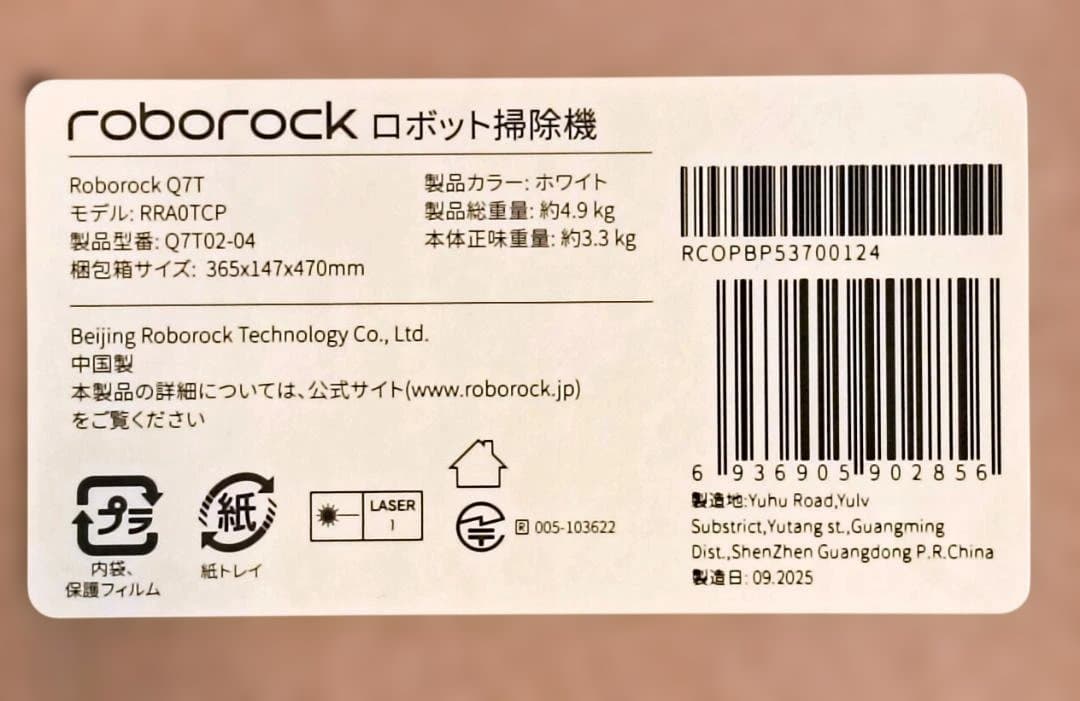 roborock ロボット掃除機
Roborock Q7T
モデル: RRA0TCP
製品型番: Q7T02-04
梱包箱サイズ: 365x147x470mm
製品カラー: ホワイト
製品総重量: 約4.9 kg
本体正味重量: 約3.3 kg
RCOPBP53700124
Beijing Roborock Technology Co., Ltd.
中国製
本製品の詳細については、公式サイト(www.roborock.jp)
をご覧ください
6 936905 902856
プラ
内袋、
保護フィルム
紙
紙トレイ
LASER
1
R 005-103622
製造地:Yuhu Road,Yulv
Substrict,Yutang st.,Guangming
Dist.,ShenZhen Guangdong P.R.China
製造日: 09.2025